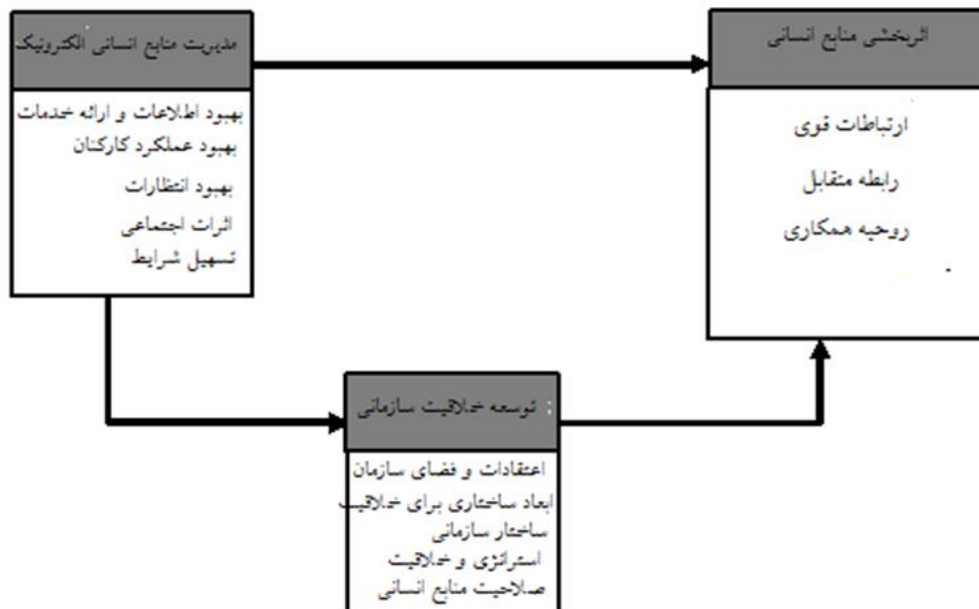 مدیریت منابع انسانی الکترونیک
بهبود اطلاعات و ارائه خدمات
بهبود عملکرد کارکنان
بهبود انتظارات
اثرات اجتماعی
تسهیل شرایط
اثربخشی منابع انسانی
ارتباطات قوی
رابطه متقابل
روحیه همکاری
: توسعه خلاقیت سازمانی
اعتقادات و فضای سازمان
ابعاد ساختاری برای خلاقیت
ساختار سازمانی
استراتژی و خلاقیت
صلاحیت منابع انسانی